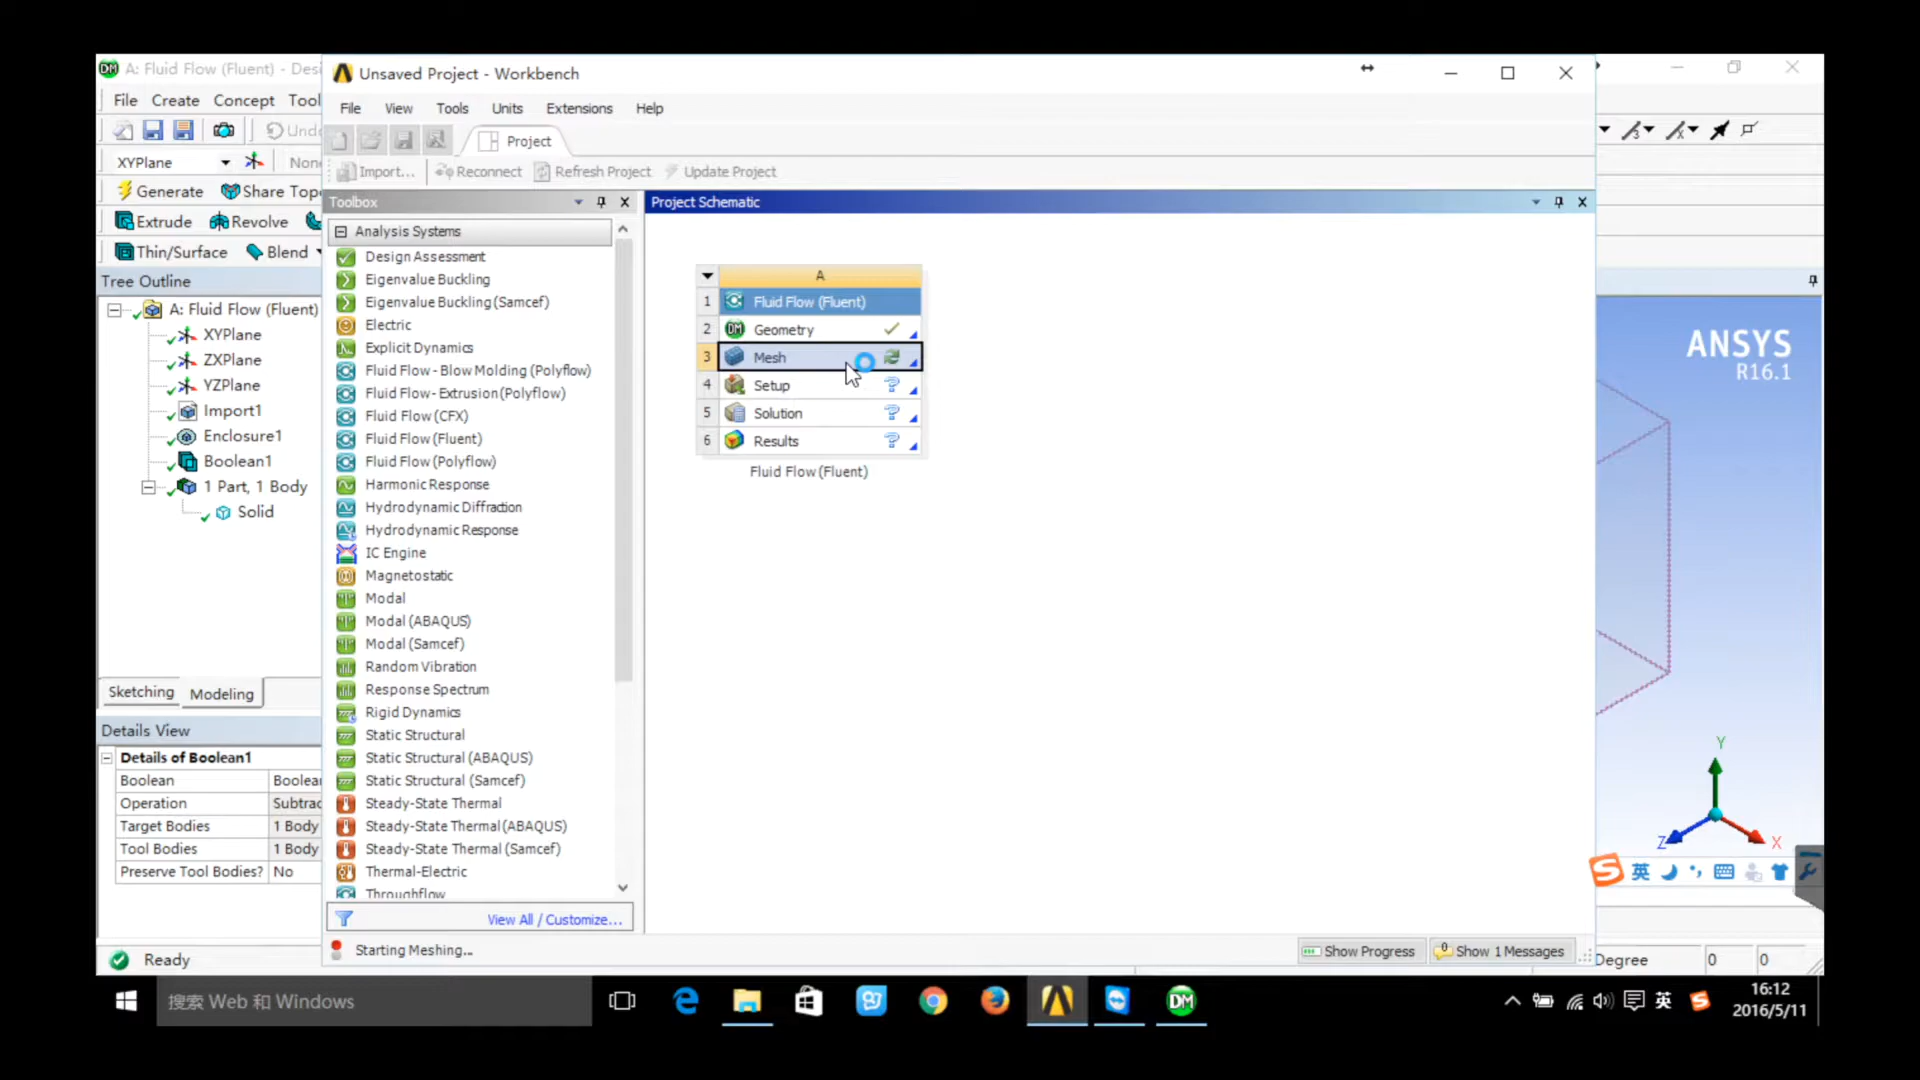 A: Fluid Flow (Fluent) - Desi
File Create Concept Tool
Undo
XYPlane
None
Generate Share Topo
Extrude Revolve
Thin/Surface Blend
Tree Outline
A: Fluid Flow (Fluent)
XYPlane
ZXPlane
YZPlane
Import1
Enclosure1
Boolean1
1 Part, 1 Body
Solid
Sketching Modeling
Details View
Details of Boolean1
Boolean Boolean
Operation Subtrac
Target Bodies 1 Body
Tool Bodies 1 Body
Preserve Tool Bodies? No
Ready
Unsaved Project - Workbench
File View Tools Units Extensions Help
Project
Import... Reconnect Refresh Project Update Project
Toolbox
Analysis Systems
Design Assessment
Eigenvalue Buckling
Eigenvalue Buckling (Samcef)
Electric
Explicit Dynamics
Fluid Flow - Blow Molding (Polyflow)
Fluid Flow- Extrusion (Polyflow)
Fluid Flow (CFX)
Fluid Flow (Fluent)
Fluid Flow (Polyflow)
Harmonic Response
Hydrodynamic Diffraction
Hydrodynamic Response
IC Engine
Magnetostatic
Modal
Modal (ABAQUS)
Modal (Samcef)
Random Vibration
Response Spectrum
Rigid Dynamics
Static Structural
Static Structural (ABAQUS)
Static Structural (Samcef)
Steady-State Thermal
Steady-State Thermal (ABAQUS)
Steady-State Thermal (Samcef)
Thermal-Electric
Throughflow
View All / Customize...
Starting Meshing...
Project Schematic
A
1 Fluid Flow (Fluent)
2 DM Geometry
3 Mesh
4 Setup ?
5 Solution ?
6 Results ?
Fluid Flow (Fluent)
Show Progress Show 1 Messages
ANSYS
R16.1
Y
Z X
S 英
Degree 0 0
搜索 Web 和 Windows
DM
英 S
16:12
2016/5/11